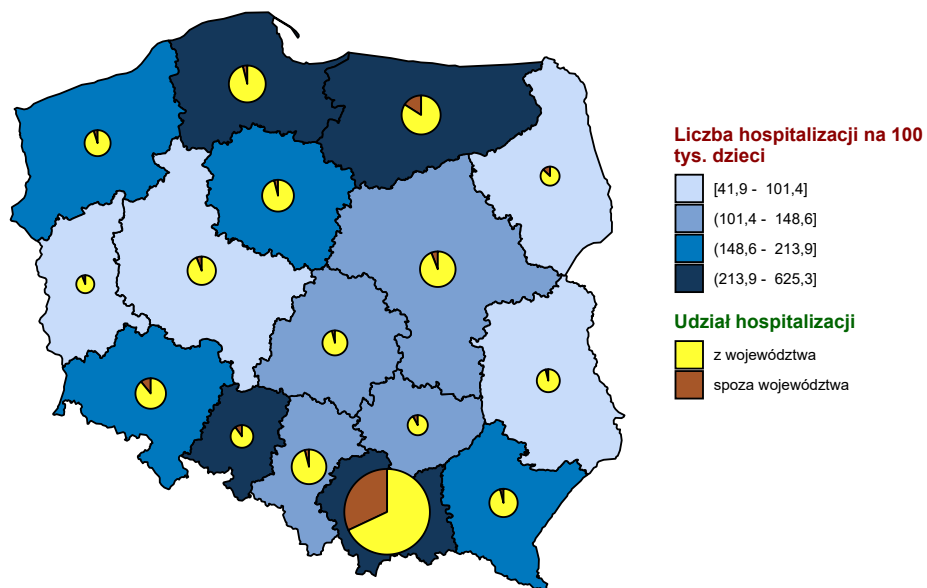 Liczba hospitalizacji na 100
tys. dzieci
[41,9 - 101,4]
(101,4 - 148,6]
(148,6 - 213,9]
(213,9 - 625,3]
Udział hospitalizacji
z województwa
spoza województwa